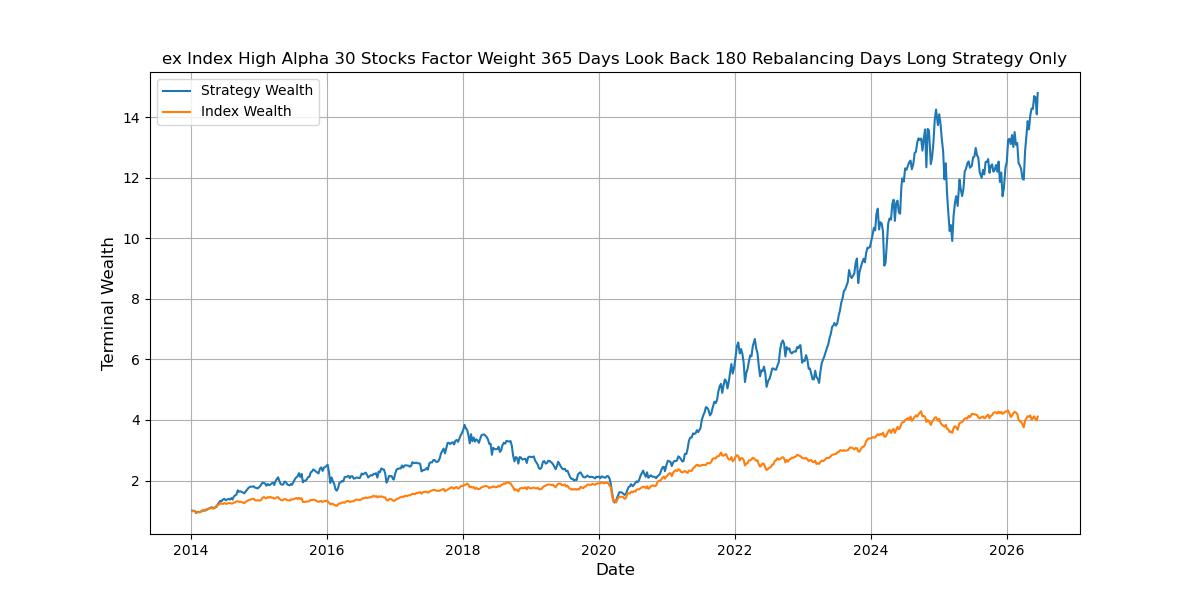 ex Index High Alpha 30 Stocks Factor Weight 365 Days Look Back 180 Rebalancing Days Long Strategy Only
Strategy Wealth
Index Wealth
Terminal Wealth
14
12
10
8
6
4
2
2014 2016 2018 2020 2022 2024 2026
Date